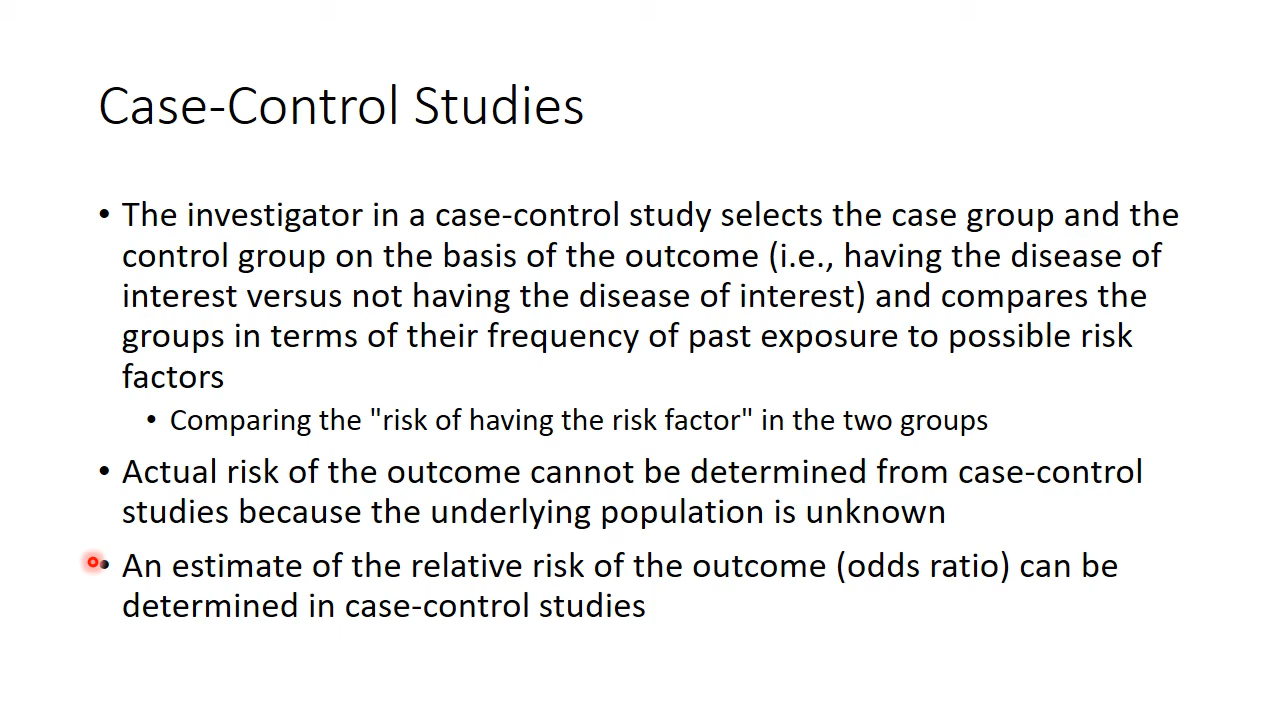 Case-Control Studies
• The investigator in a case-control study selects the case group and the
control group on the basis of the outcome (i.e., having the disease of
interest versus not having the disease of interest) and compares the
groups in terms of their frequency of past exposure to possible risk
factors
• Comparing the "risk of having the risk factor" in the two groups
• Actual risk of the outcome cannot be determined from case-control
studies because the underlying population is unknown
• An estimate of the relative risk of the outcome (odds ratio) can be
determined in case-control studies